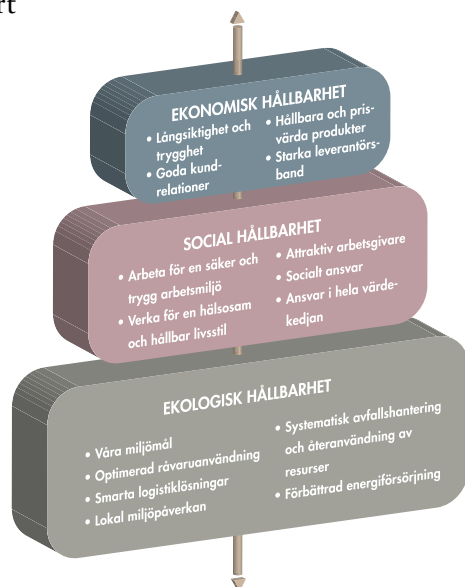 EKONOMISK HÅLLBARHET
• Långsiktighet och
trygghet
• Goda kund-
relationer
• Hållbara och pris-
värda produkter
• Starka leverantörs-
band
SOCIAL HÅLLBARHET
• Arbeta för en säker och
trygg arbetsmiljö
• Verka för en hälsosam
och hållbar livsstil
• Attraktiv arbetsgivare
• Socialt ansvar
• Ansvar i hela värde-
kedjan
EKOLOGISK HÅLLBARHET
• Våra miljömål
• Optimerad råvaruanvändning
• Smarta logistiklösningar
• Lokal miljöpåverkan
• Systematisk avfallshantering
och återanvändning av
resurser
• Förbättrad energiförsörjning